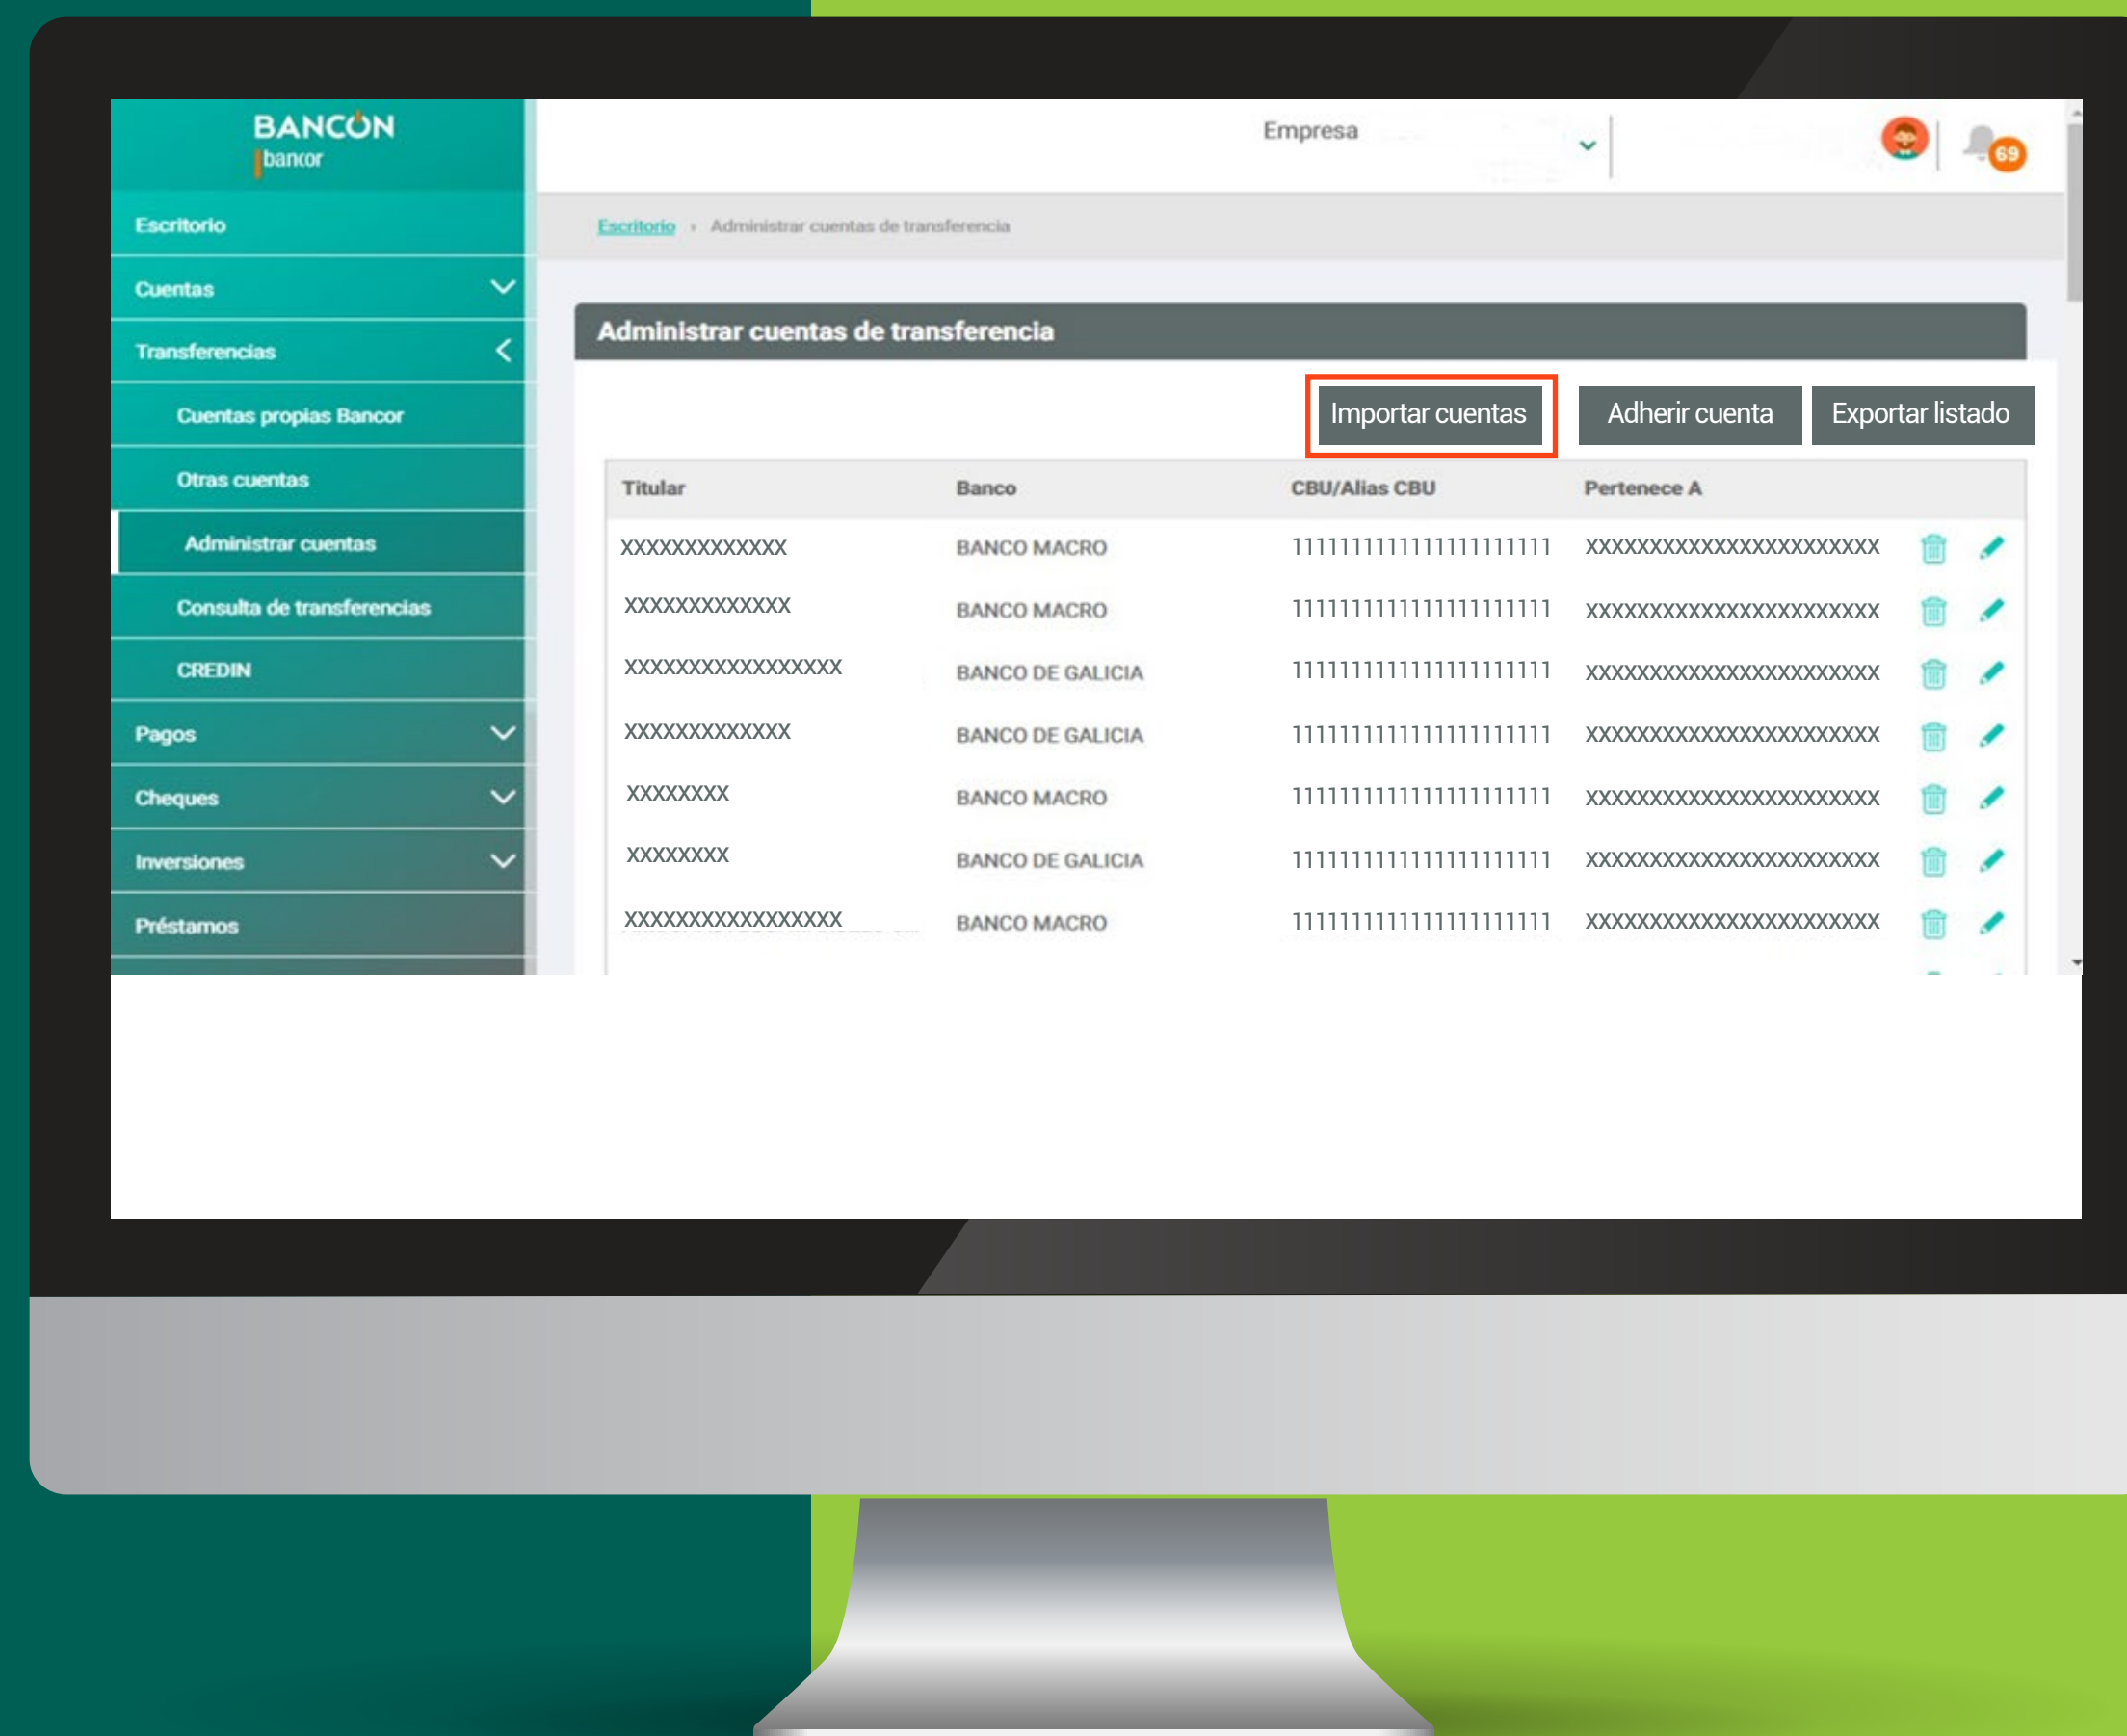 BANCÓN
bancor
Empresa
69
Escritorio
Cuentas
Transferencias
Cuentas propias Bancor
Otras cuentas
Administrar cuentas
Consulta de transferencias
CREDIN
Pagos
Cheques
Inversiones
Préstamos
Escritorio › Administrar cuentas de transferencia
Administrar cuentas de transferencia
Importar cuentas Adherir cuenta Exportar listado
Titular Banco CBU/Alias CBU Pertenece A
XXXXXXXXXXXXX BANCO MACRO 1111111111111111111111 XXXXXXXXXXXXXXXXXXXXXXX
XXXXXXXXXXXXX BANCO MACRO 1111111111111111111111 XXXXXXXXXXXXXXXXXXXXXXX
XXXXXXXXXXXXXXXXX BANCO DE GALICIA 1111111111111111111111 XXXXXXXXXXXXXXXXXXXXXXX
XXXXXXXXXXXXX BANCO DE GALICIA 1111111111111111111111 XXXXXXXXXXXXXXXXXXXXXXX
XXXXXXXX BANCO MACRO 1111111111111111111111 XXXXXXXXXXXXXXXXXXXXXXX
XXXXXXXX BANCO DE GALICIA 1111111111111111111111 XXXXXXXXXXXXXXXXXXXXXXX
XXXXXXXXXXXXXXXXX BANCO MACRO 1111111111111111111111 XXXXXXXXXXXXXXXXXXXXXXX